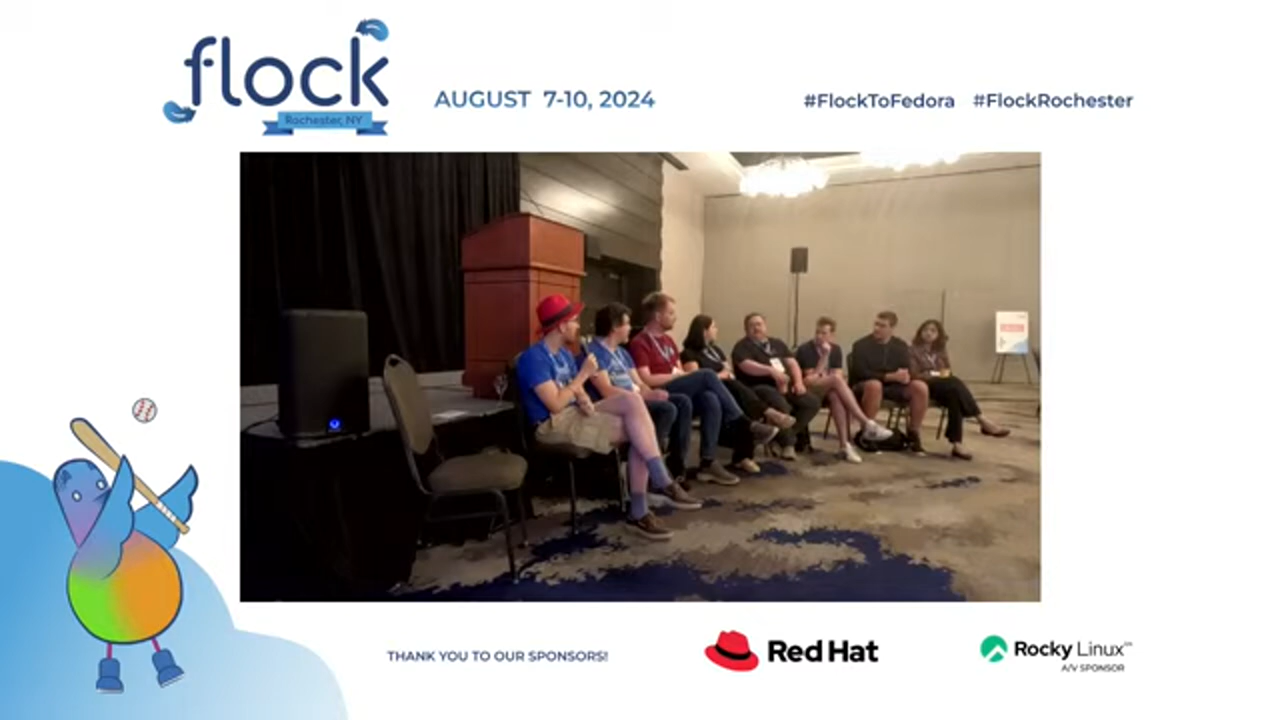 flock
Rochester, NY
AUGUST 7-10, 2024
#FlockToFedora #FlockRochester
THANK YOU TO OUR SPONSORS!
Red Hat
Rocky Linux
A/V SPONSOR